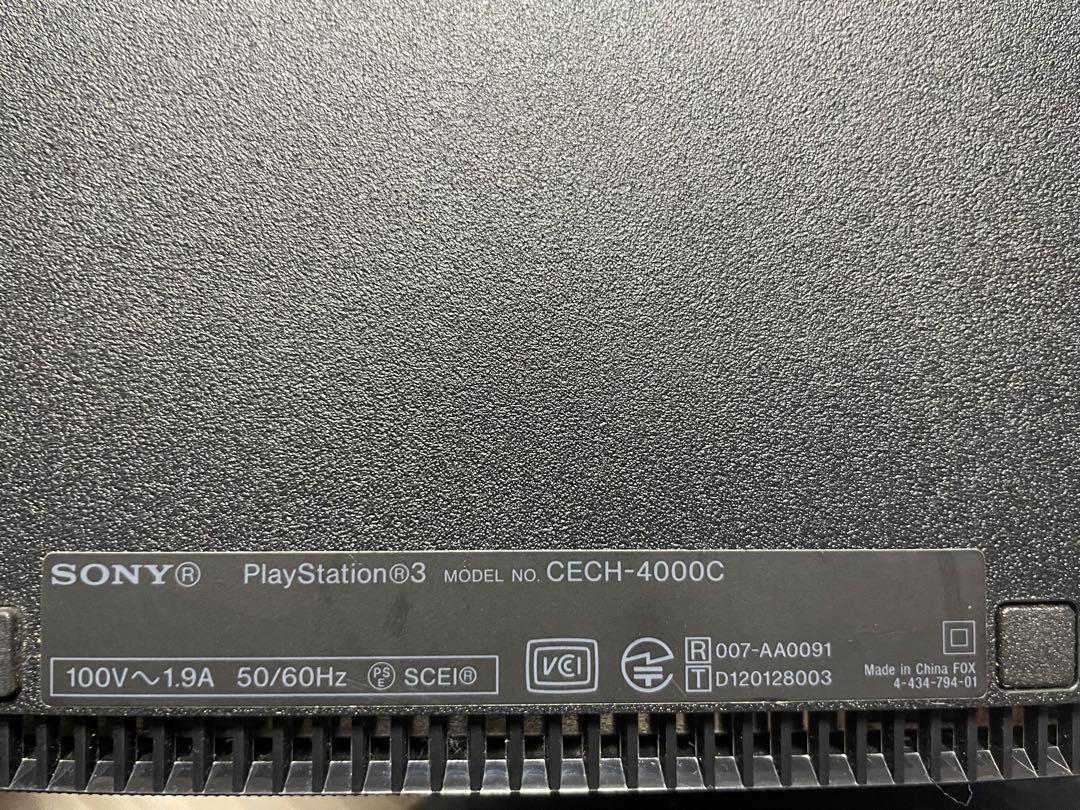 SONY® PlayStation®3 MODEL NO. CECH-4000C
100V～1.9A 50/60Hz PSE SCEI®
VCCI
R 007-AA0091
T D120128003
Made in China FOX
4-434-794-01